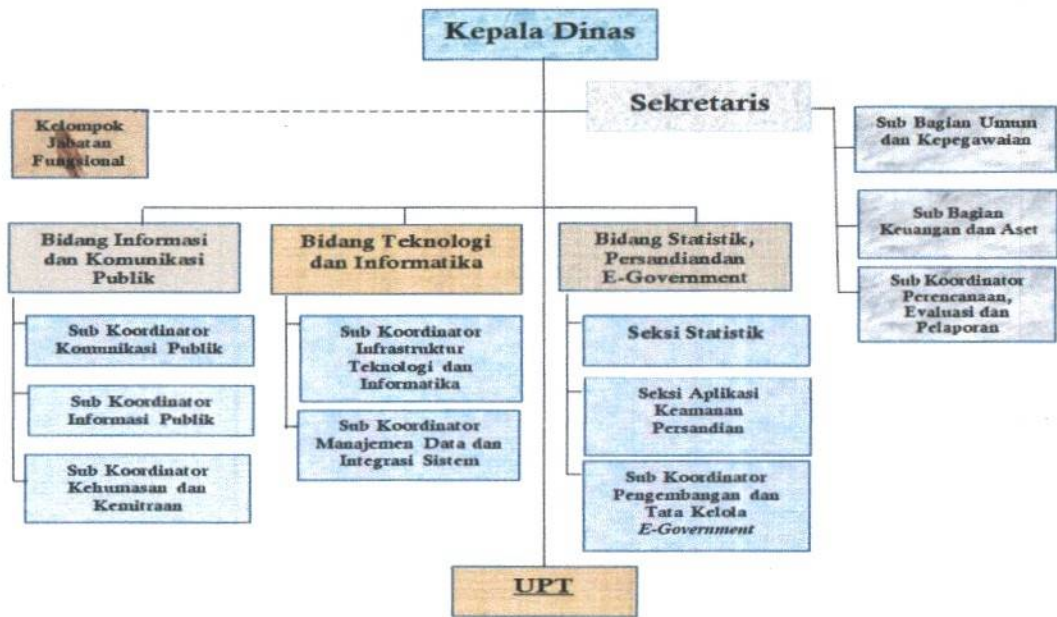 Kepala Dinas
Sekretaris
Kelompok
Jabatan
Fungsional
Sub Bagian Umum
dan Kepegawaian
Sub Bagian
Keuangan dan Aset
Sub Koordinator
Perencanaan,
Evaluasi dan
Pelaporan
Bidang Informasi
dan Komunikasi
Publik
Sub Koordinator
Komunikasi Publik
Sub Koordinator
Informasi Publik
Sub Koordinator
Kehumasan dan
Kemitraan
Bidang Teknologi
dan Informatika
Sub Koordinator
Infrastruktur
Teknologi dan
Informatika
Sub Koordinator
Manajemen Data dan
Integrasi Sistem
Bidang Statistik,
Persandiandan
E-Government
Seksi Statistik
Seksi Aplikasi
Keamanan
Persandian
Sub Koordinator
Pengembangan dan
Tata Kelola
E-Government
UPT